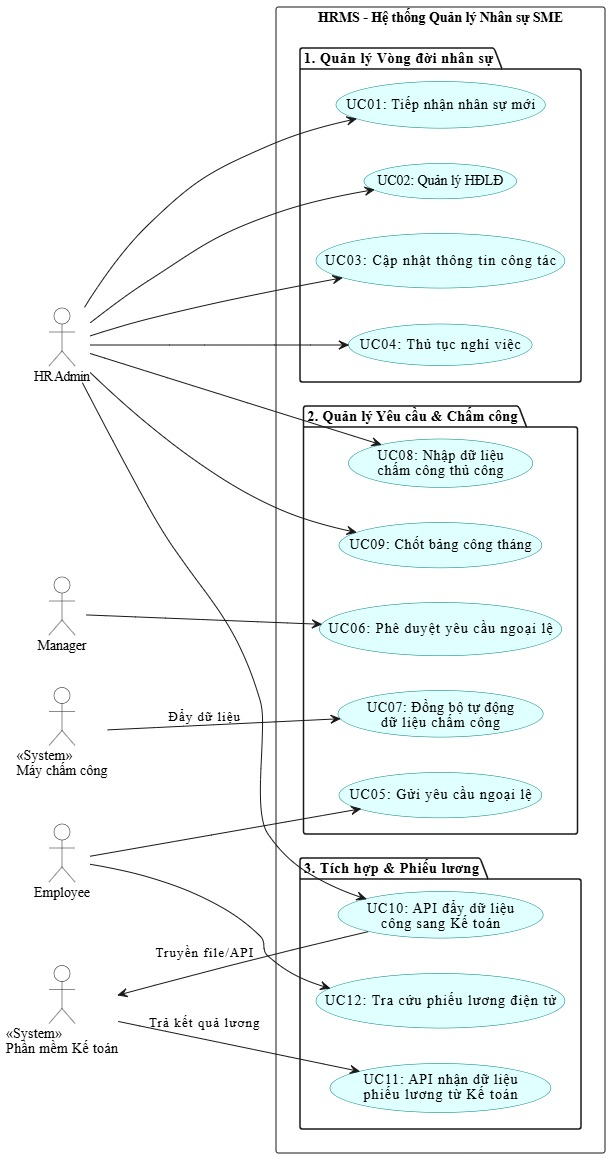 HRMS - Hệ thống Quản lý Nhân sự SME
1. Quản lý Vòng đời nhân sự
UC01: Tiếp nhận nhân sự mới
UC02: Quản lý HĐLĐ
UC03: Cập nhật thông tin công tác
UC04: Thủ tục nghỉ việc
HR Admin
2. Quản lý Yêu cầu & Chấm công
UC08: Nhập dữ liệu
chấm công thủ công
UC09: Chốt bảng công tháng
UC06: Phê duyệt yêu cầu ngoại lệ
Manager
UC07: Đồng bộ tự động
dữ liệu chấm công
Đẩy dữ liệu
«System»
Máy chấm công
UC05: Gửi yêu cầu ngoại lệ
Employee
3. Tích hợp & Phiếu lương
UC10: API đẩy dữ liệu
công sang Kế toán
Truyền file/API
UC12: Tra cứu phiếu lương điện tử
«System»
Phần mềm Kế toán
Trả kết quả lương
UC11: API nhận dữ liệu
phiếu lương từ Kế toán